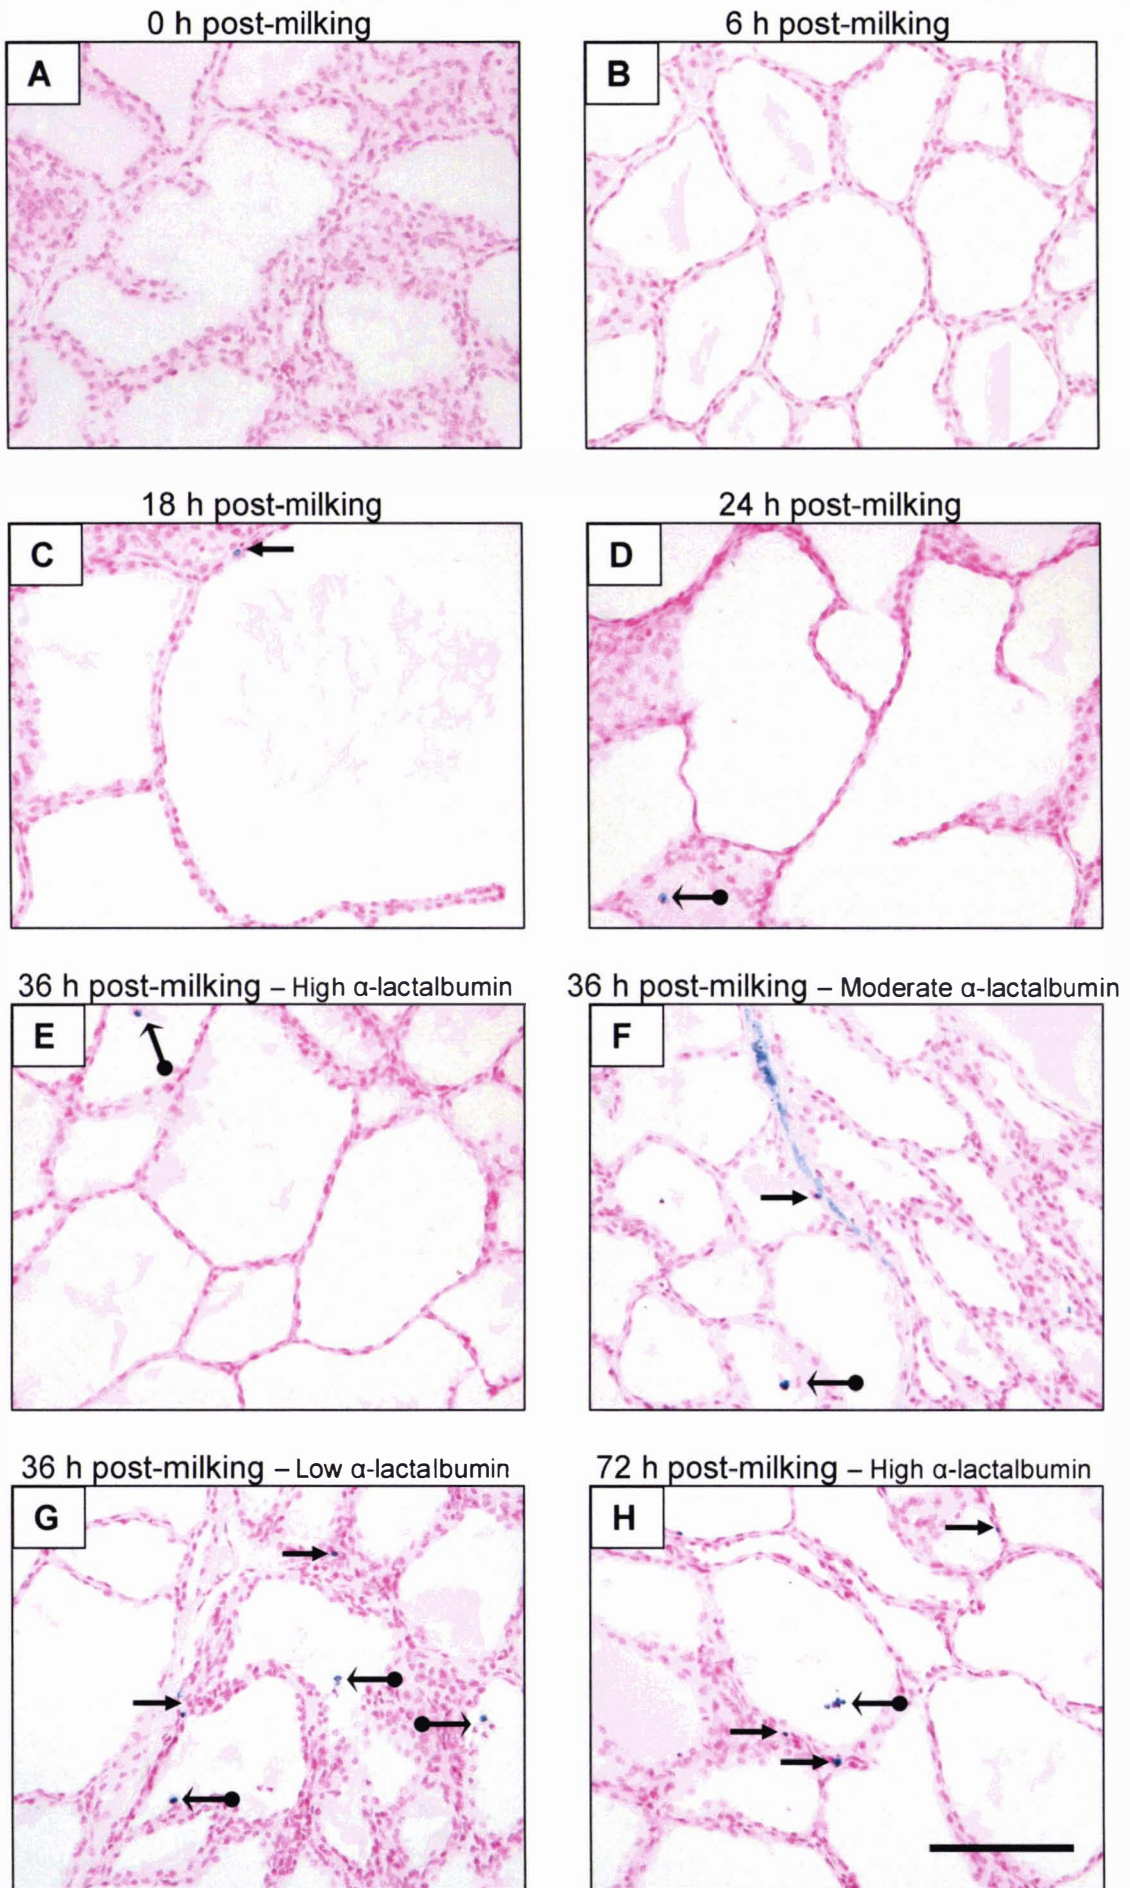 0 h post-milking
6 h post-milking
A
B
18 h post-milking
24 h post-milking
C
D
36 h post-milking – High α-lactalbumin
36 h post-milking – Moderate α-lactalbumin
E
F
36 h post-milking – Low α-lactalbumin
72 h post-milking – High α-lactalbumin
G
H